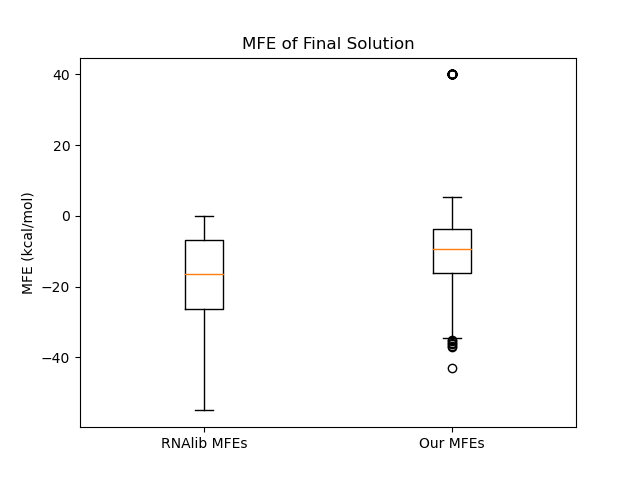 MFE of Final Solution
MFE (kcal/mol)
40
20
0
−20
−40
RNAlib MFEs
Our MFEs